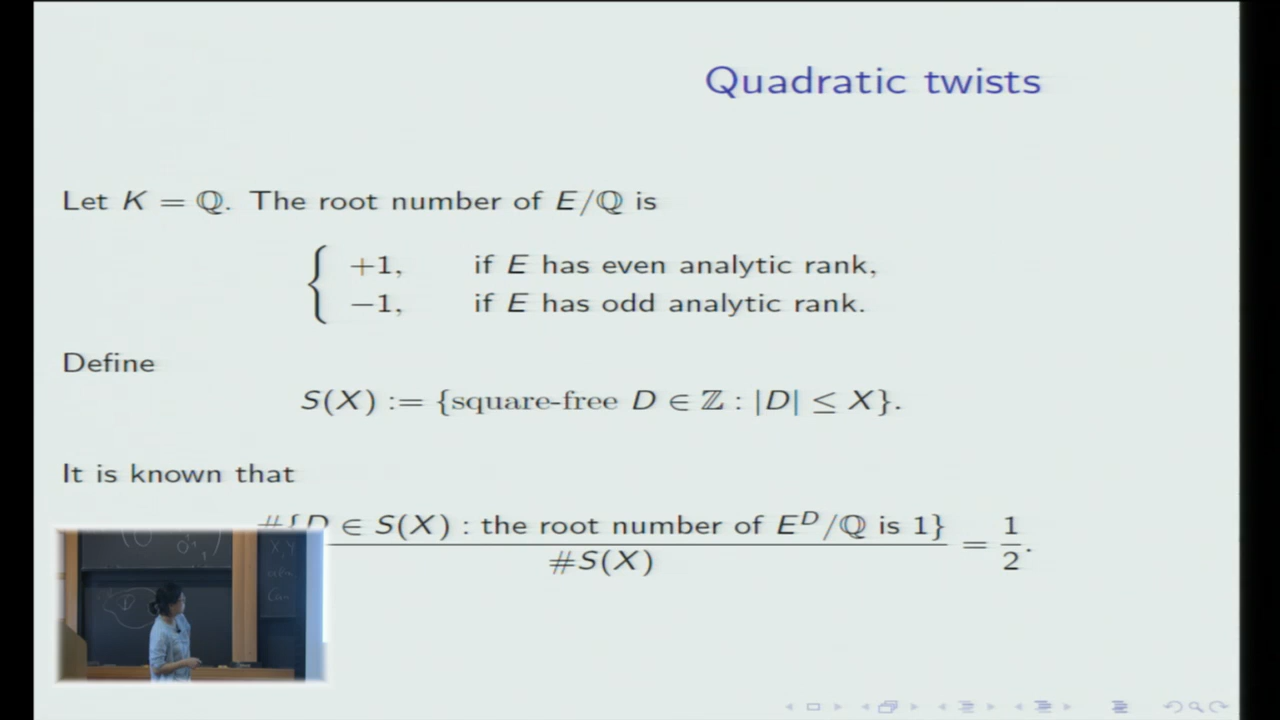 Quadratic twists
Let K = ℚ. The root number of E/ℚ is
{ +1, if E has even analytic rank,
−1, if E has odd analytic rank.
Define
S(X) := {square-free D ∈ ℤ : |D| ≤ X}.
It is known that
#{D ∈ S(X) : the root number of E^D/ℚ is 1}
#S(X)
= 1/2.
D
X,Y